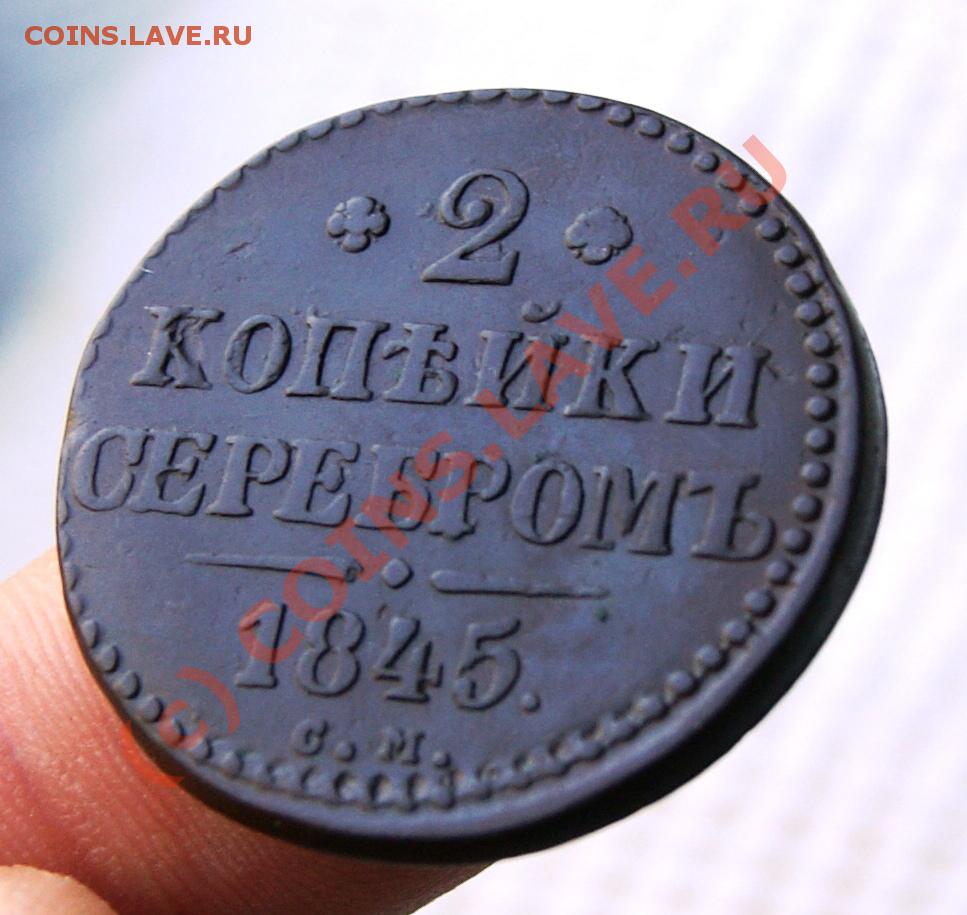 COINS.LAVE.RU
2
КОПѢЙКИ
СЕРЕБРОМЪ
1845.
С.М.
(c) COINS.LAVE.RU